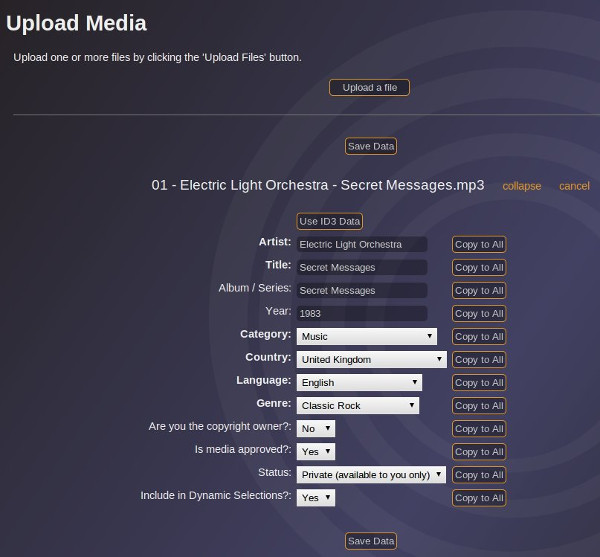 Upload Media
Upload one or more files by clicking the 'Upload Files' button.
Upload a file
Save Data
01 - Electric Light Orchestra - Secret Messages.mp3 collapse cancel
Use ID3 Data
Artist: Electric Light Orchestra Copy to All
Title: Secret Messages Copy to All
Album / Series: Secret Messages Copy to All
Year: 1983 Copy to All
Category: Music Copy to All
Country: United Kingdom Copy to All
Language: English Copy to All
Genre: Classic Rock Copy to All
Are you the copyright owner?: No Copy to All
Is media approved?: Yes Copy to All
Status: Private (available to you only) Copy to All
Include in Dynamic Selections?: Yes Copy to All
Save Data